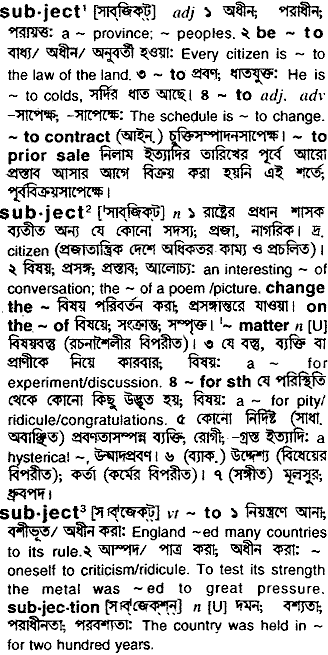 sub·ject¹ [সাব্‌জিকট্] adj ১ অধীন; পরাধীন;
পরায়ত্ত: a ~ province; ~ peoples. ২ be ~ to
বাধ্য/ অধীন/ অনুবর্তী হওয়া: Every citizen is ~ to
the law of the land. ৩ ~ to প্রবণ; ধাতযুক্ত: He is
~ to colds, সর্দির ধাত আছে। ৪ ~ to adj. adv
-সাপেক্ষ, -সাপেক্ষে: The schedule is ~ to change.
~ to contract (আইন.) চুক্তিসম্পাদনসাপেক্ষ। ~ to
prior sale নিলাম ইত্যাদির তারিখের পূর্বে আরো
প্রস্তাব আসার আগে বিক্রয় করা হয়নি এই শর্তে;
পূর্ববিক্রয়সাপেক্ষে।
sub·ject² [সাব্‌জিকট্] n ১ রাষ্ট্রের প্রধান শাসক
ব্যতীত অন্য যে কোনো সদস্য; প্রজা, নাগরিক। দ্র.
citizen (প্রজাতান্ত্রিক দেশে অধিকতর কাম্য ও প্রচলিত)।
২ বিষয়; প্রসঙ্গ; প্রস্তাব; আলোচ্য: an interesting ~ of
conversation; the ~ of a poem /picture. change
the ~ বিষয় পরিবর্তন করা; প্রসঙ্গান্তরে যাওয়া। on
the ~ of বিষয়ে; সংক্রান্ত; সম্পৃক্ত। '~ matter n [U]
বিষয়বস্তু (রচনাশৈলীর বিপরীত)। ৩ যে বস্তু, ব্যক্তি বা
প্রাণীকে নিয়ে কারবার; বিষয়: a ~ for
experiment/discussion. ৪ ~ for sth যে পরিস্থিতি
থেকে কোনো কিছু উদ্ভূত হয়; বিষয়: a ~ for pity/
ridicule/congratulations. ৫ কোনো নির্দিষ্ট (সাধা.
অবাঞ্ছিত) প্রবণতাসম্পন্ন ব্যক্তি; রোগী; -গ্রস্ত ইত্যাদি: a
hysterical ~, উন্মাদপ্রবণ। ৬ (ব্যাক.) উদ্দেশ্য (বিধেয়ের
বিপরীত); কর্তা (কর্মের বিপরীত)। ৭ (সঙ্গীত) মূলসুর;
ধ্রুবপদ।
sub·ject³ [সাব্‌'জেকট্] vt ~ to ১ নিয়ন্ত্রণে আনা;
বশীভূত/ অধীন করা: England ~ed many countries
to its rule.২ আস্পদ/ পাত্র করা; অধীন করা: ~
oneself to criticism/ridicule. To test its strength
the metal was ~ed to great pressure.
sub·jec·tion [সাব্‌'জেক্‌শ্‌ন্] n [U] দমন; বশ্যতা;
পরাধীনতা; পরবশ্যতা: The country was held in ~
for two hundred years.